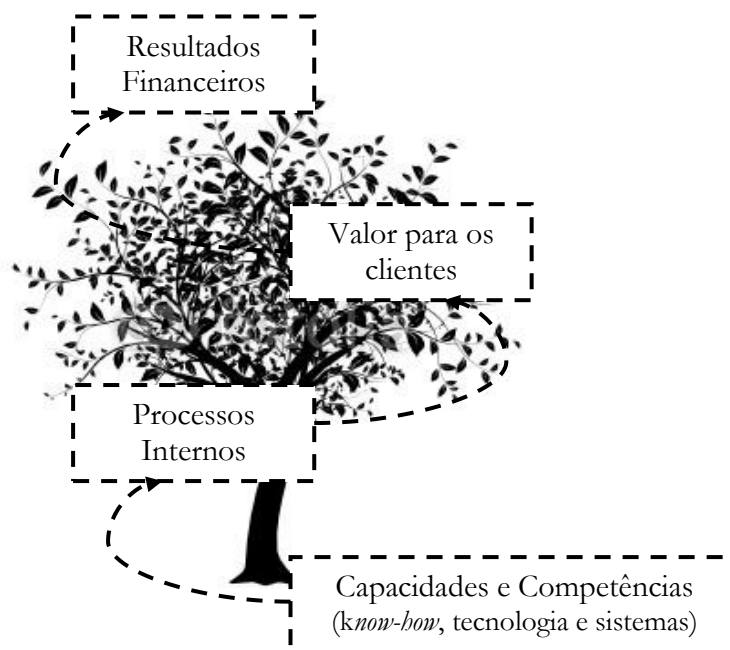 Resultados
Financeiros
Valor para os
clientes
Processos
Internos
Capacidades e Competências
(know-how, tecnologia e sistemas)